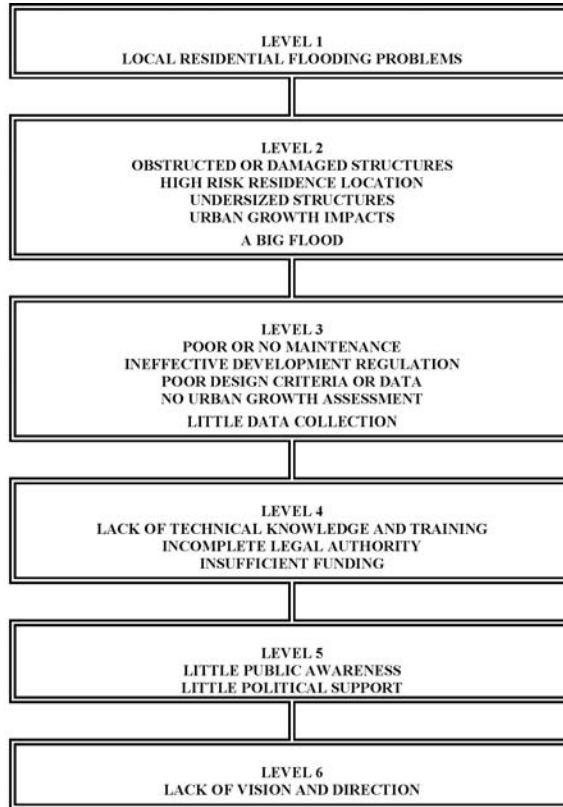 LEVEL 1
LOCAL RESIDENTIAL FLOODING PROBLEMS
LEVEL 2
OBSTRUCTED OR DAMAGED STRUCTURES
HIGH RISK RESIDENCE LOCATION
UNDERSIZED STRUCTURES
URBAN GROWTH IMPACTS
A BIG FLOOD
LEVEL 3
POOR OR NO MAINTENANCE
INEFFECTIVE DEVELOPMENT REGULATION
POOR DESIGN CRITERIA OR DATA
NO URBAN GROWTH ASSESSMENT
LITTLE DATA COLLECTION
LEVEL 4
LACK OF TECHNICAL KNOWLEDGE AND TRAINING
INCOMPLETE LEGAL AUTHORITY
INSUFFICIENT FUNDING
LEVEL 5
LITTLE PUBLIC AWARENESS
LITTLE POLITICAL SUPPORT
LEVEL 6
LACK OF VISION AND DIRECTION